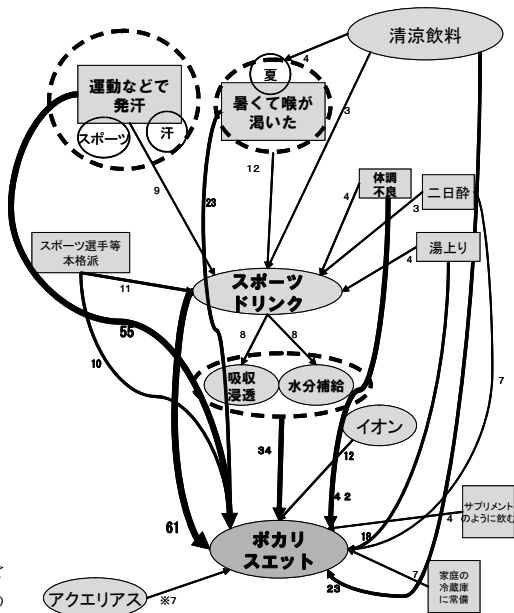 清涼飲料
夏
4
運動などで
発汗
暑くて喉が
渇いた
スポーツ
汗
3
12
9
23
体調
不良
4
二日酔
3
スポーツ選手等
本格派
湯上り
4
11
スポーツ
ドリンク
55
10
8
8
吸収
浸透
水分補給
7
イオン
34
12
42
サプリメント
のように飲む
4
61
ポカリ
スエット
18
7
家庭の
冷蔵庫
に常備
23
て
アクエリアス
※7
)